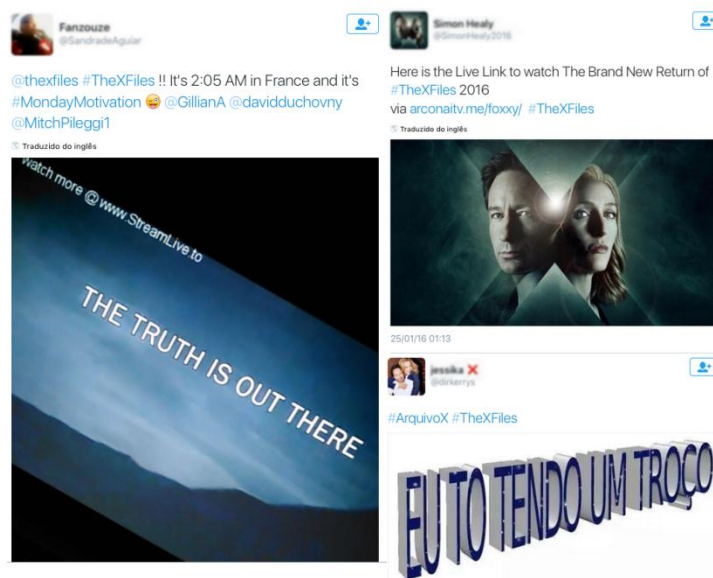 Fanzouze
@SandradeAguiar
@thexfiles #TheXFiles !! It's 2:05 AM in France and it's
#MondayMotivation 😜 @GillianA @davidduchovny
@MitchPileggi1
Traduzido do inglês
watch more @ www.StreamLive.to
THE TRUTH IS OUT THERE
Simon Healy
@SimonHealy2016
Here is the Live Link to watch The Brand New Return of
#TheXFiles 2016
via arconaitv.me/foxxy/ #TheXFiles
Traduzido do inglês
25/01/16 01:13
jessika ❌
@dirkerrys
#ArquivoX #TheXFiles
EU TO TENDO UM TROÇO